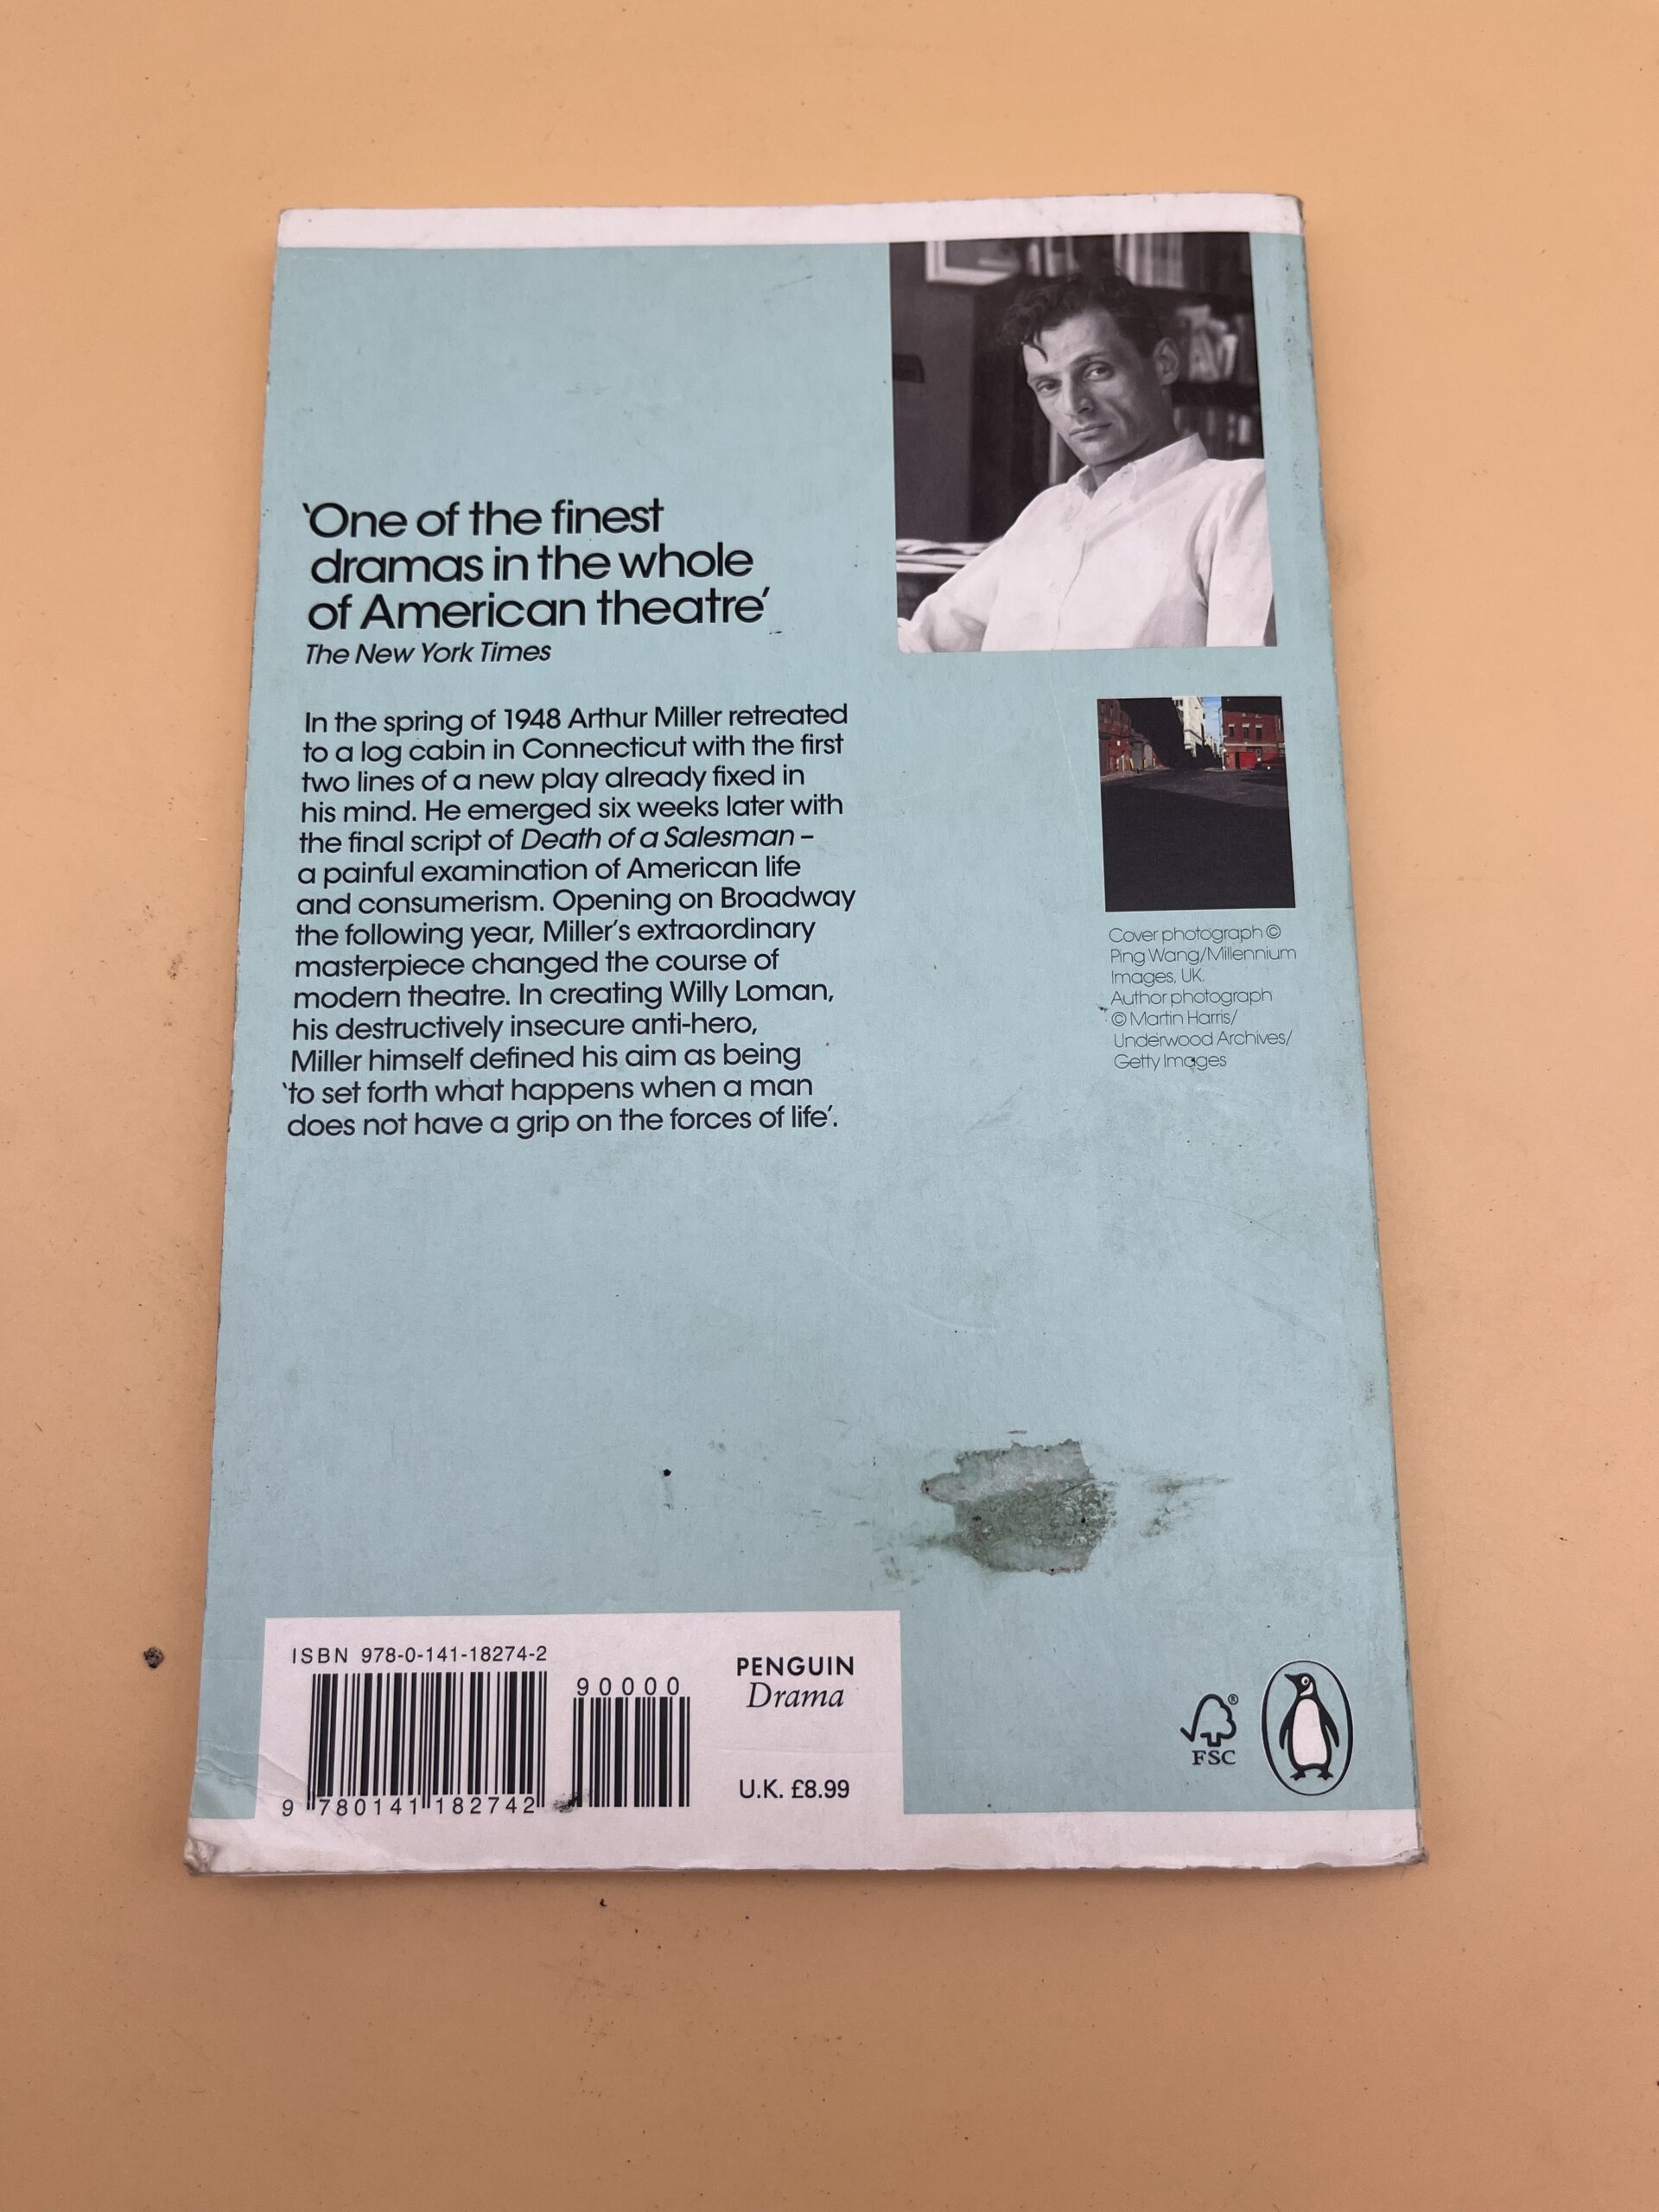 ‘One of the finest
dramas in the whole
of American theatre’
The New York Times
In the spring of 1948 Arthur Miller retreated
to a log cabin in Connecticut with the first
two lines of a new play already fixed in
his mind. He emerged six weeks later with
the final script of Death of a Salesman –
a painful examination of American life
and consumerism. Opening on Broadway
the following year, Miller’s extraordinary
masterpiece changed the course of
modern theatre. In creating Willy Loman,
his destructively insecure anti-hero,
Miller himself defined his aim as being
‘to set forth what happens when a man
does not have a grip on the forces of life’.
Cover photograph ©
Ping Wang/Millennium
Images, UK.
Author photograph
© Martin Harris/
Underwood Archives/
Getty Images
ISBN 978-0-141-18274-2
90000
9 780141 182742
PENGUIN
Drama
U.K. £8.99
®
FSC